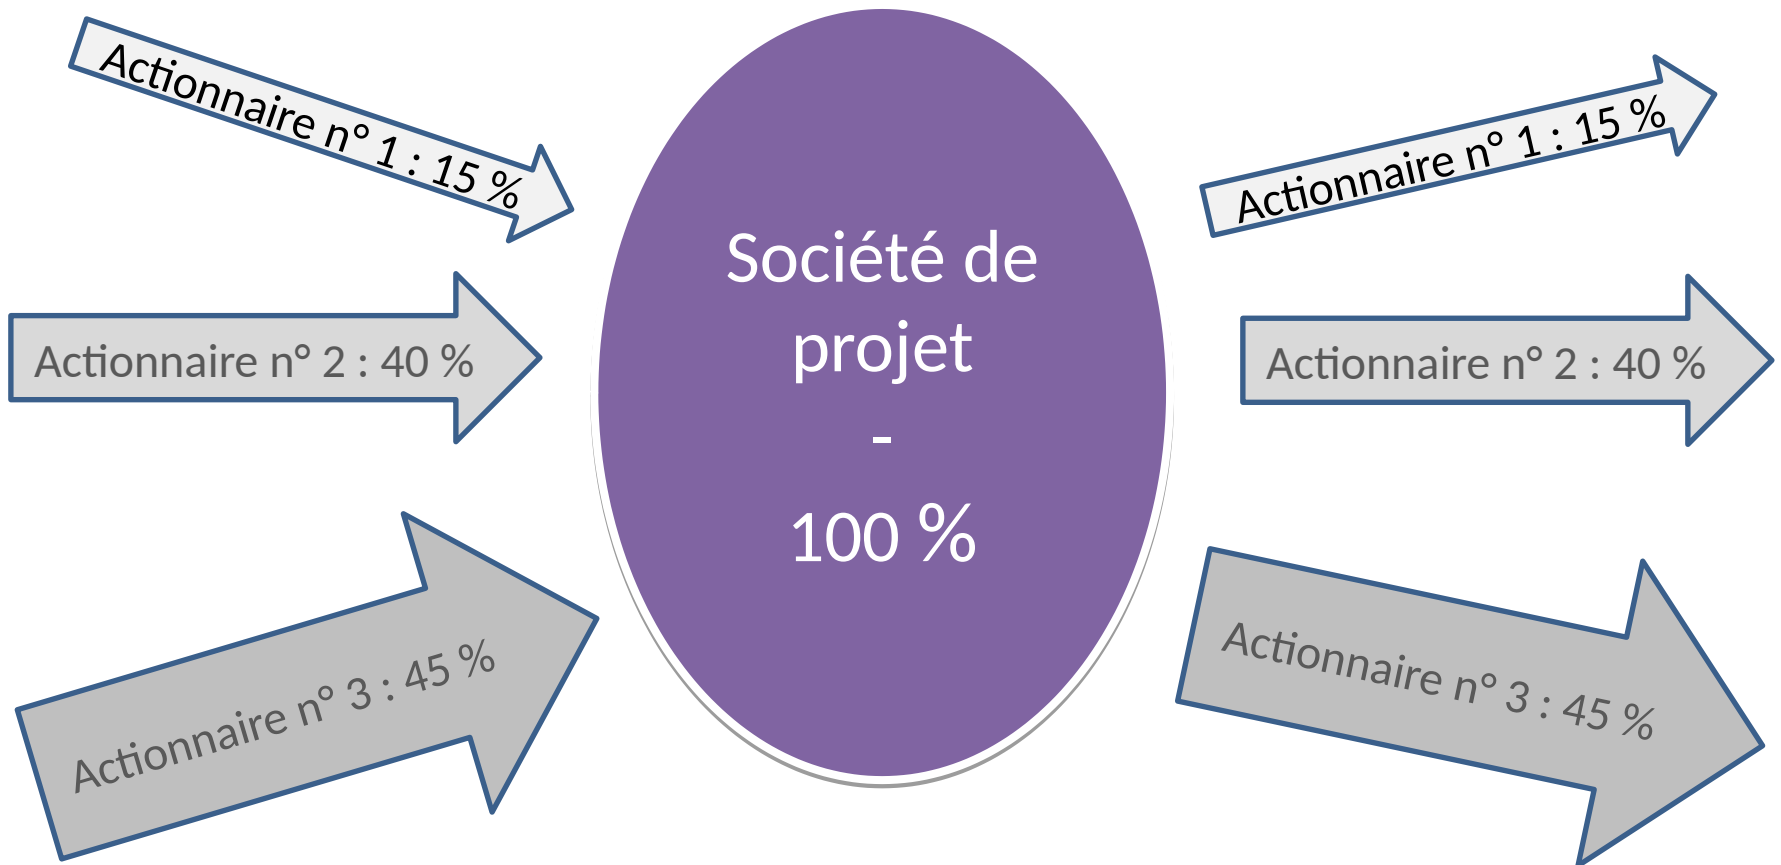 Actionnaire n° 1 : 15 %
Actionnaire n° 2 : 40 %
Actionnaire n° 3 : 45 %
Société de
projet
-
100 %
Actionnaire n° 1 : 15 %
Actionnaire n° 2 : 40 %
Actionnaire n° 3 : 45 %